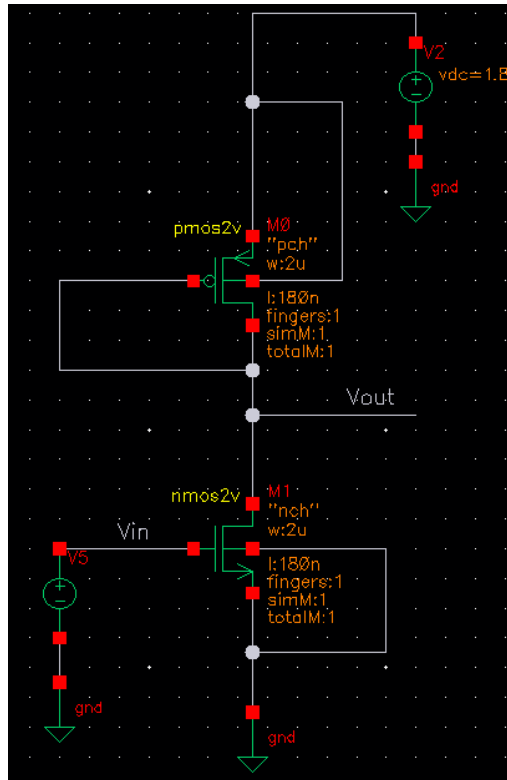 V2
vdc=1.8
gnd
pmos2v
M0
"pch"
w:2u
l:180n
fingers:1
simM:1
totalM:1
Vout
nmos2v
M1
"nch"
w:2u
Vin
V5
l:180n
fingers:1
simM:1
totalM:1
gnd
gnd